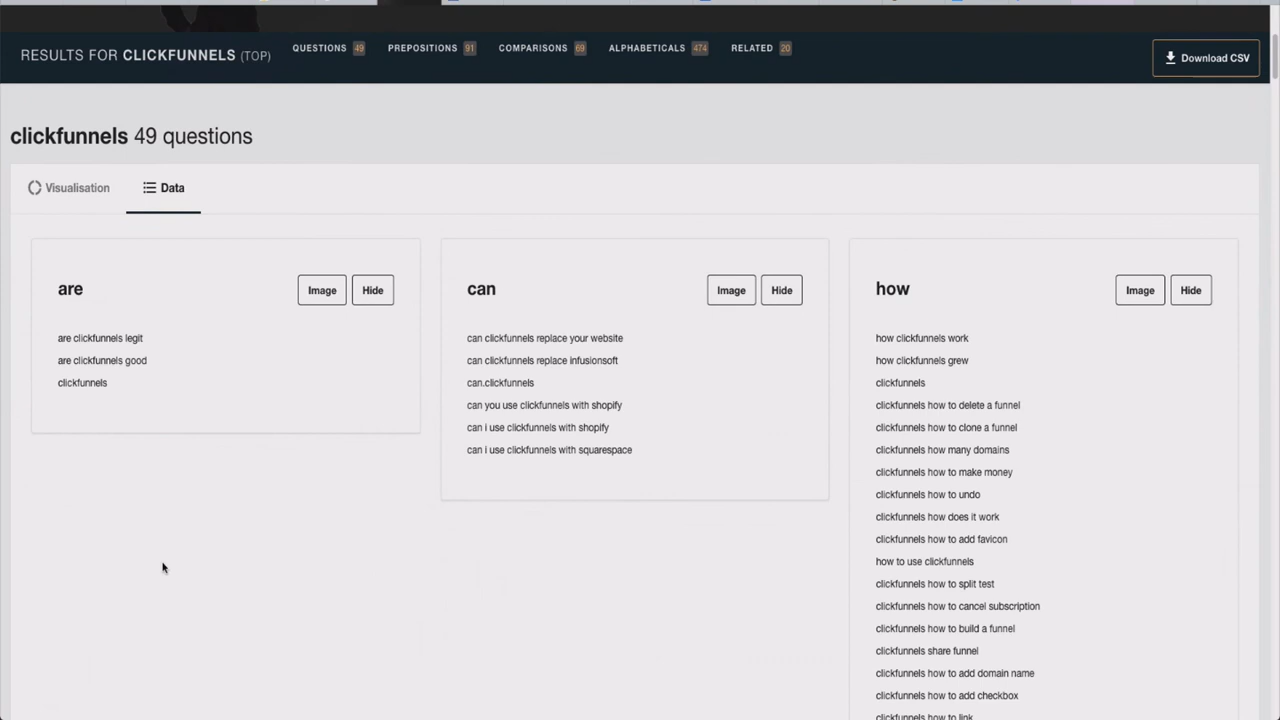 RESULTS FOR CLICKFUNNELS (TOP)
QUESTIONS 49
PREPOSITIONS 91
COMPARISONS 69
ALPHABETICALS 474
RELATED 20
Download CSV
clickfunnels 49 questions
Visualisation
Data
are
Image
Hide
are clickfunnels legit
are clickfunnels good
clickfunnels
can
Image
Hide
can clickfunnels replace your website
can clickfunnels replace infusionsoft
can.clickfunnels
can you use clickfunnels with shopify
can i use clickfunnels with shopify
can i use clickfunnels with squarespace
how
Image
Hide
how clickfunnels work
how clickfunnels grew
clickfunnels
clickfunnels how to delete a funnel
clickfunnels how to clone a funnel
clickfunnels how many domains
clickfunnels how to make money
clickfunnels how to undo
clickfunnels how does it work
clickfunnels how to add favicon
how to use clickfunnels
clickfunnels how to split test
clickfunnels how to cancel subscription
clickfunnels how to build a funnel
clickfunnels share funnel
clickfunnels how to add domain name
clickfunnels how to add checkbox
clickfunnels how to link